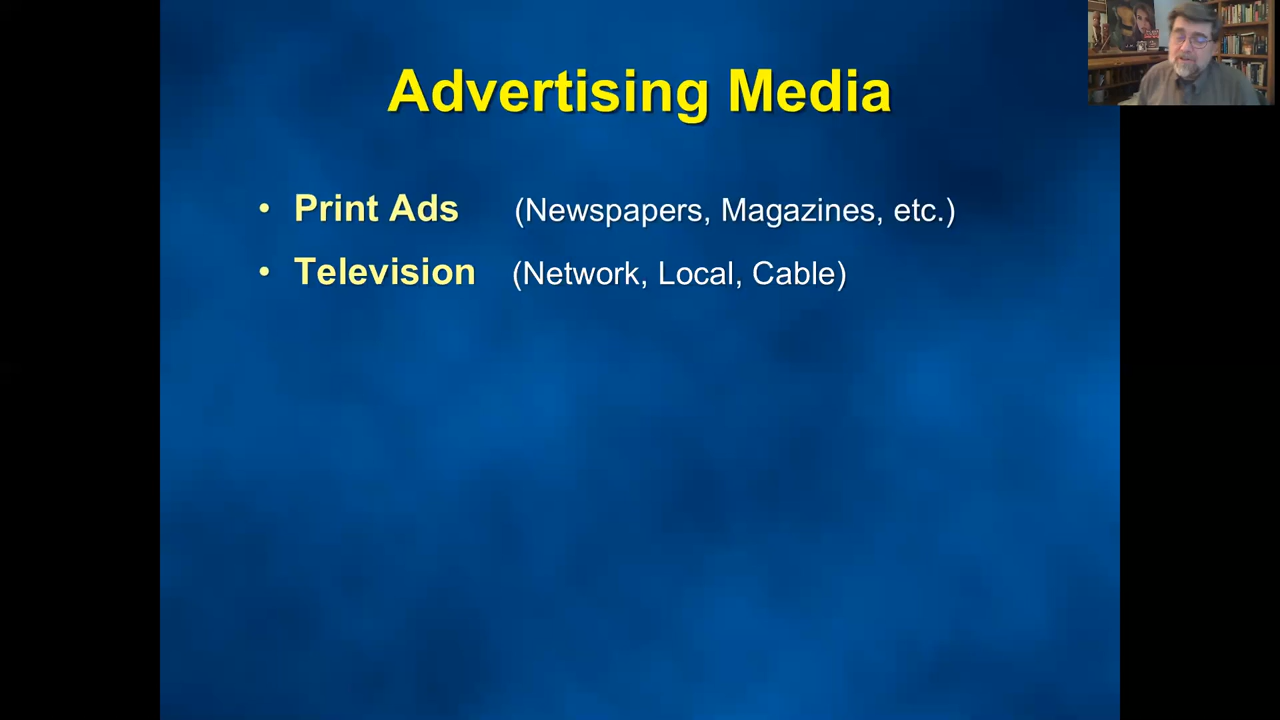 Advertising Media
• Print Ads (Newspapers, Magazines, etc.)
• Television (Network, Local, Cable)